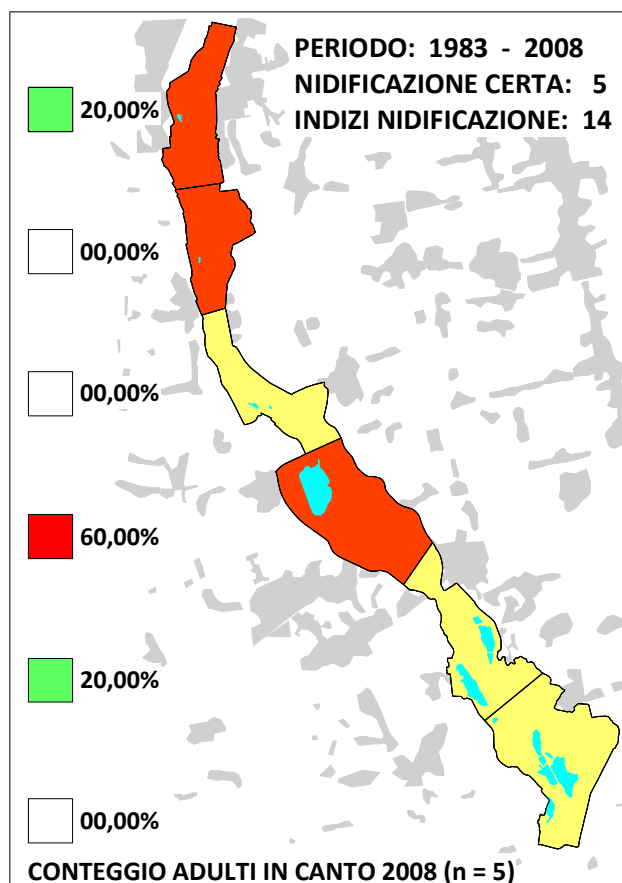 PERIODO: 1983 - 2008
NIDIFICAZIONE CERTA: 5
INDIZI NIDIFICAZIONE: 14
20,00%
00,00%
00,00%
60,00%
20,00%
00,00%
CONTEGGIO ADULTI IN CANTO 2008 (n = 5)